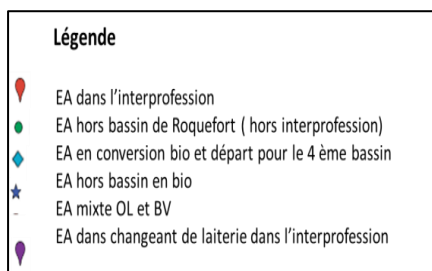 Légende
EA dans l'interprofession
EA hors bassin de Roquefort ( hors interprofession)
EA en conversion bio et départ pour le 4 ème bassin
EA hors bassin en bio
EA mixte OL et BV
EA dans changeant de laiterie dans l'interprofession